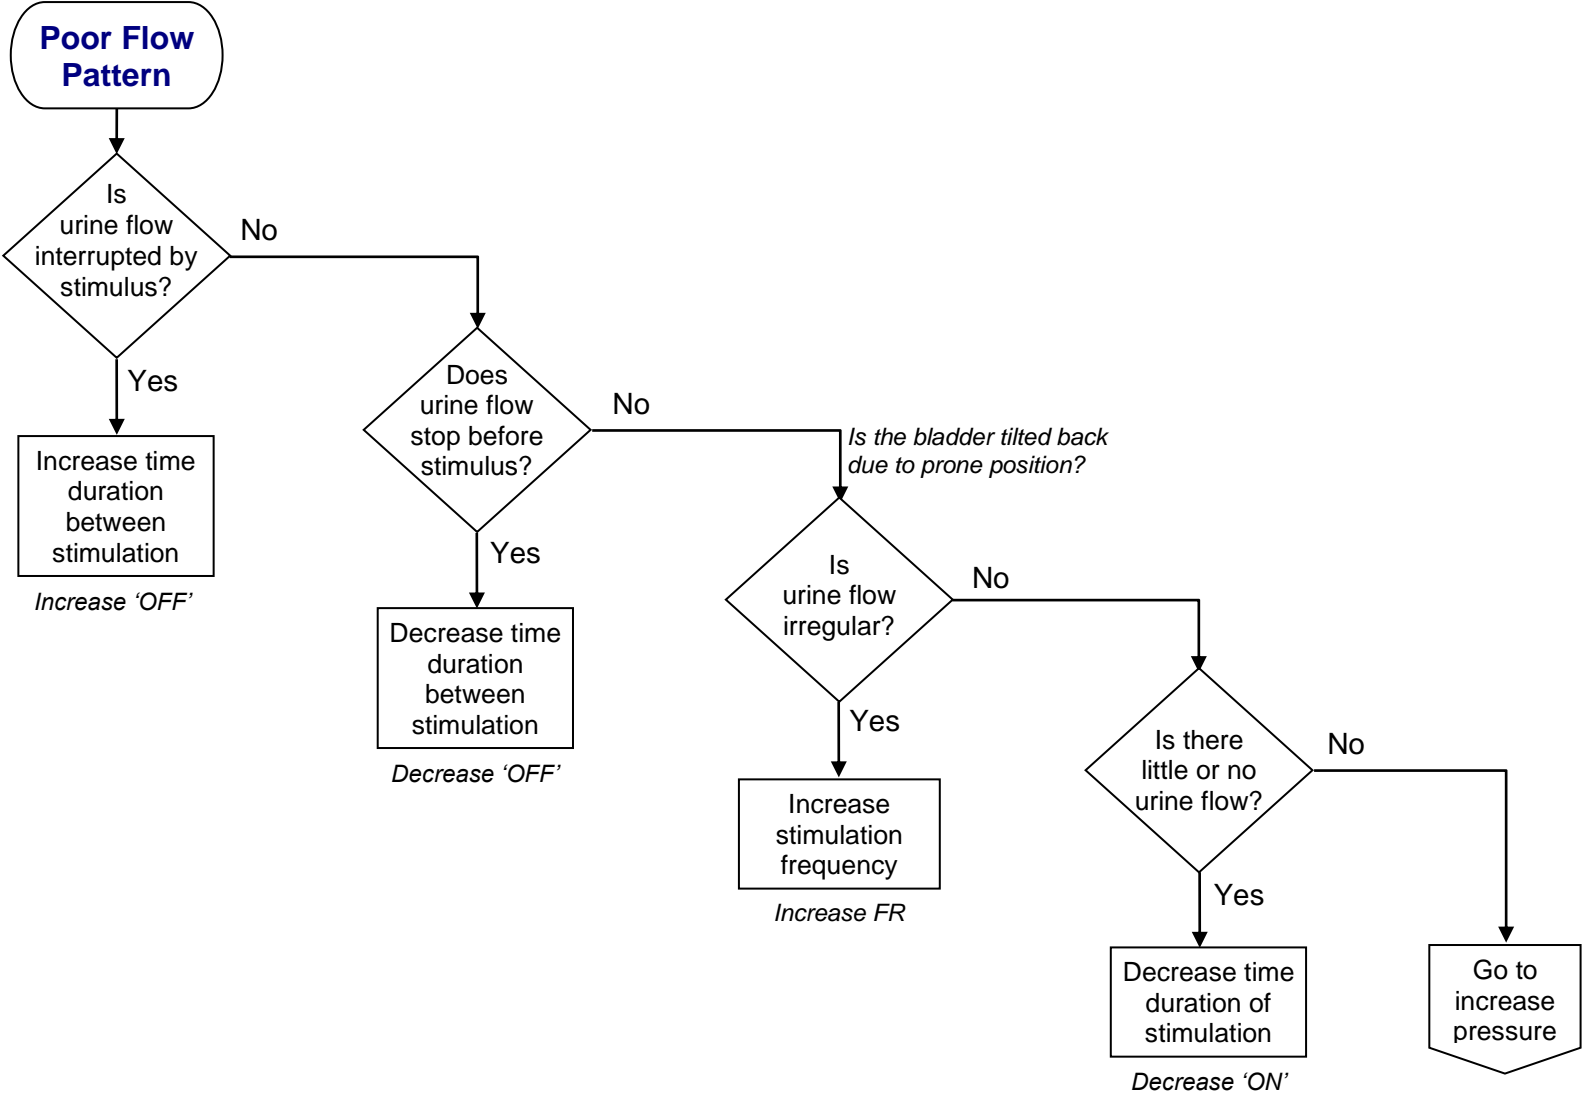 Poor Flow
Pattern
Is
urine flow
interrupted by
stimulus?
No
Yes
Increase time
duration
between
stimulation
Increase ‘OFF’
Does
urine flow
stop before
stimulus?
No
Yes
Decrease time
duration
between
stimulation
Decrease ‘OFF’
Is the bladder tilted back
due to prone position?
Is
urine flow
irregular?
No
Yes
Increase
stimulation
frequency
Increase FR
Is there
little or no
urine flow?
No
Yes
Decrease time
duration of
stimulation
Decrease ‘ON’
Go to
increase
pressure